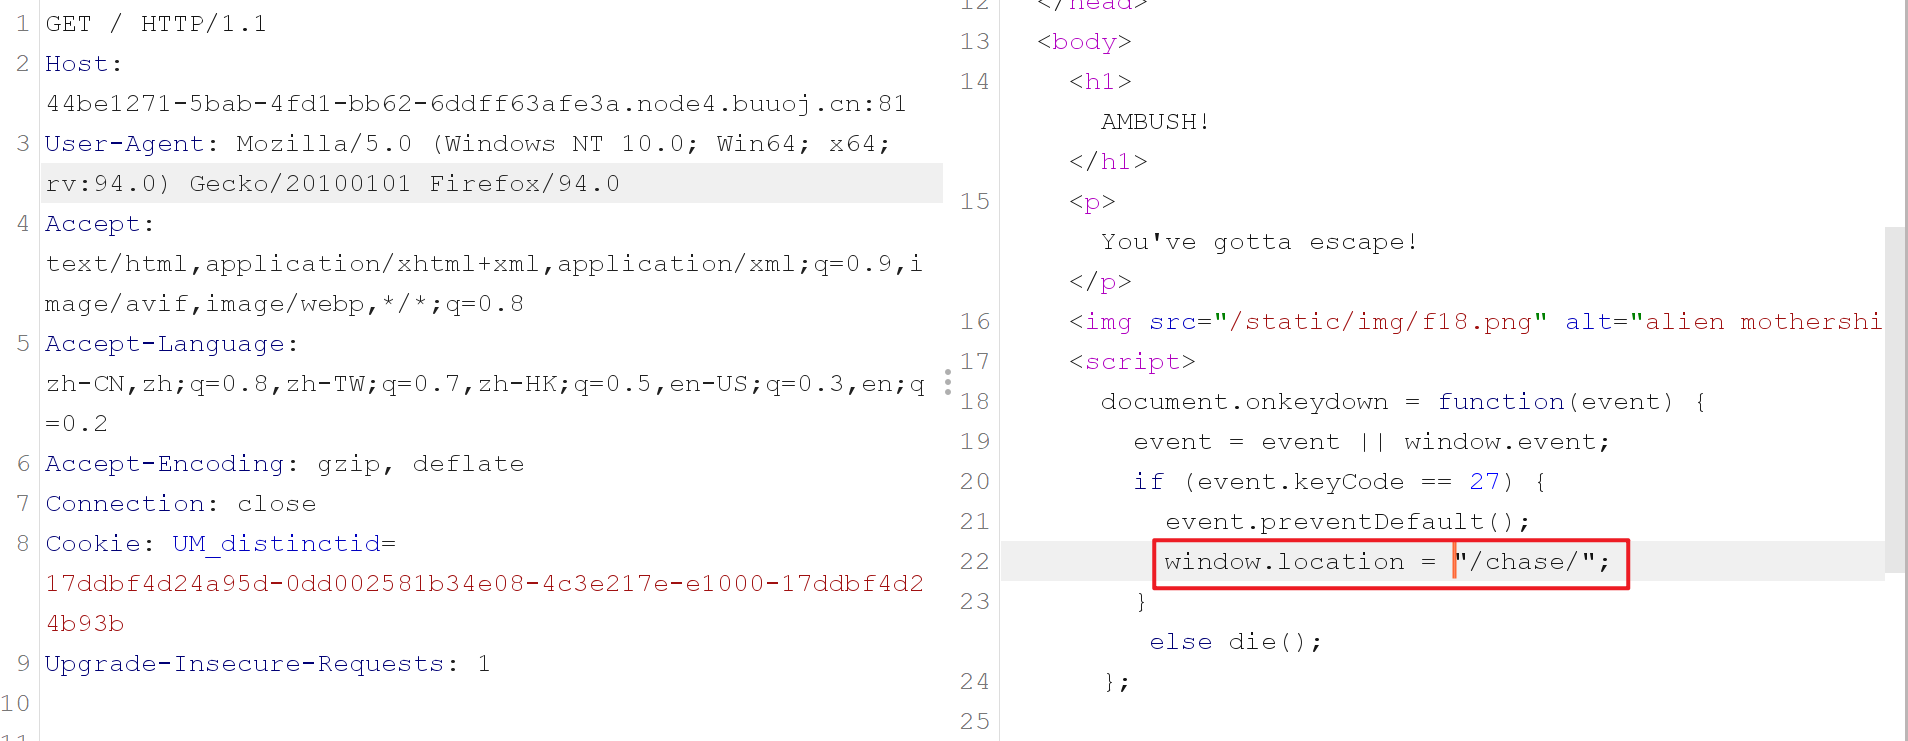 1 GET / HTTP/1.1
2 Host:
44be1271-5bab-4fd1-bb62-6ddff63afe3a.node4.buuoj.cn:81
3 User-Agent: Mozilla/5.0 (Windows NT 10.0; Win64; x64;
rv:94.0) Gecko/20100101 Firefox/94.0
4 Accept:
text/html,application/xhtml+xml,application/xml;q=0.9,i
mage/avif,image/webp,*/*;q=0.8
5 Accept-Language:
zh-CN,zh;q=0.8,zh-TW;q=0.7,zh-HK;q=0.5,en-US;q=0.3,en;q
=0.2
6 Accept-Encoding: gzip, deflate
7 Connection: close
8 Cookie: UM_distinctid=
17ddbf4d24a95d-0dd002581b34e08-4c3e217e-e1000-17ddbf4d2
4b93b
9 Upgrade-Insecure-Requests: 1
10
11
12 </head>
13 <body>
14 <h1>
AMBUSH!
</h1>
15 <p>
You've gotta escape!
</p>
16 <img src="/static/img/f18.png" alt="alien mothershi
17 <script>
18 document.onkeydown = function(event) {
19 event = event || window.event;
20 if (event.keyCode == 27) {
21 event.preventDefault();
22 window.location = "/chase/";
23 }
else die();
24 };
25